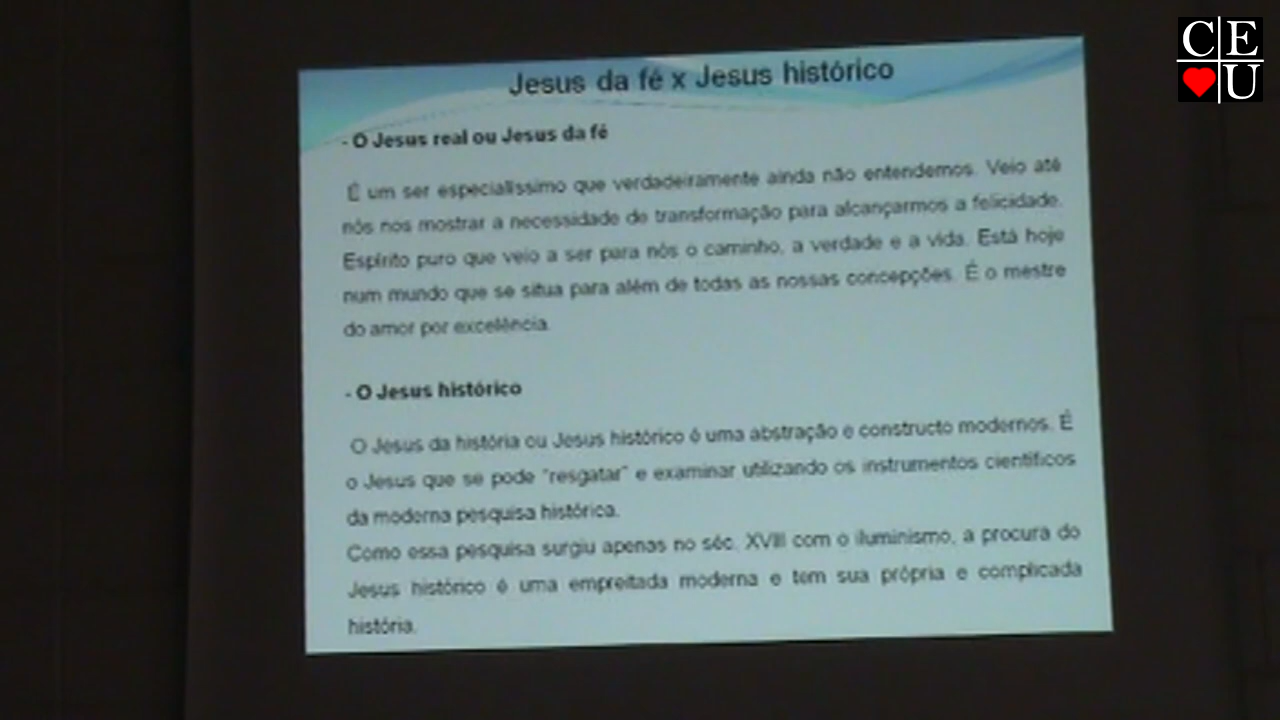 C E
U
Jesus da fé x Jesus histórico
- O Jesus real ou Jesus da fé
É um ser especialíssimo que verdadeiramente ainda não entendemos. Veio até
nós nos mostrar a necessidade de transformação para alcançarmos a felicidade.
Espírito puro que veio a ser para nós o caminho, a verdade e a vida. Está hoje
num mundo que se situa para além de todas as nossas concepções. É o mestre
do amor por excelência.
- O Jesus histórico
O Jesus da história ou Jesus histórico é uma abstração e constructo modernos. É
o Jesus que se pode "resgatar" e examinar utilizando os instrumentos científicos
da moderna pesquisa histórica.
Como essa pesquisa surgiu apenas no séc. XVIII com o iluminismo, a procura do
Jesus histórico é uma empreitada moderna e tem sua própria e complicada
história.